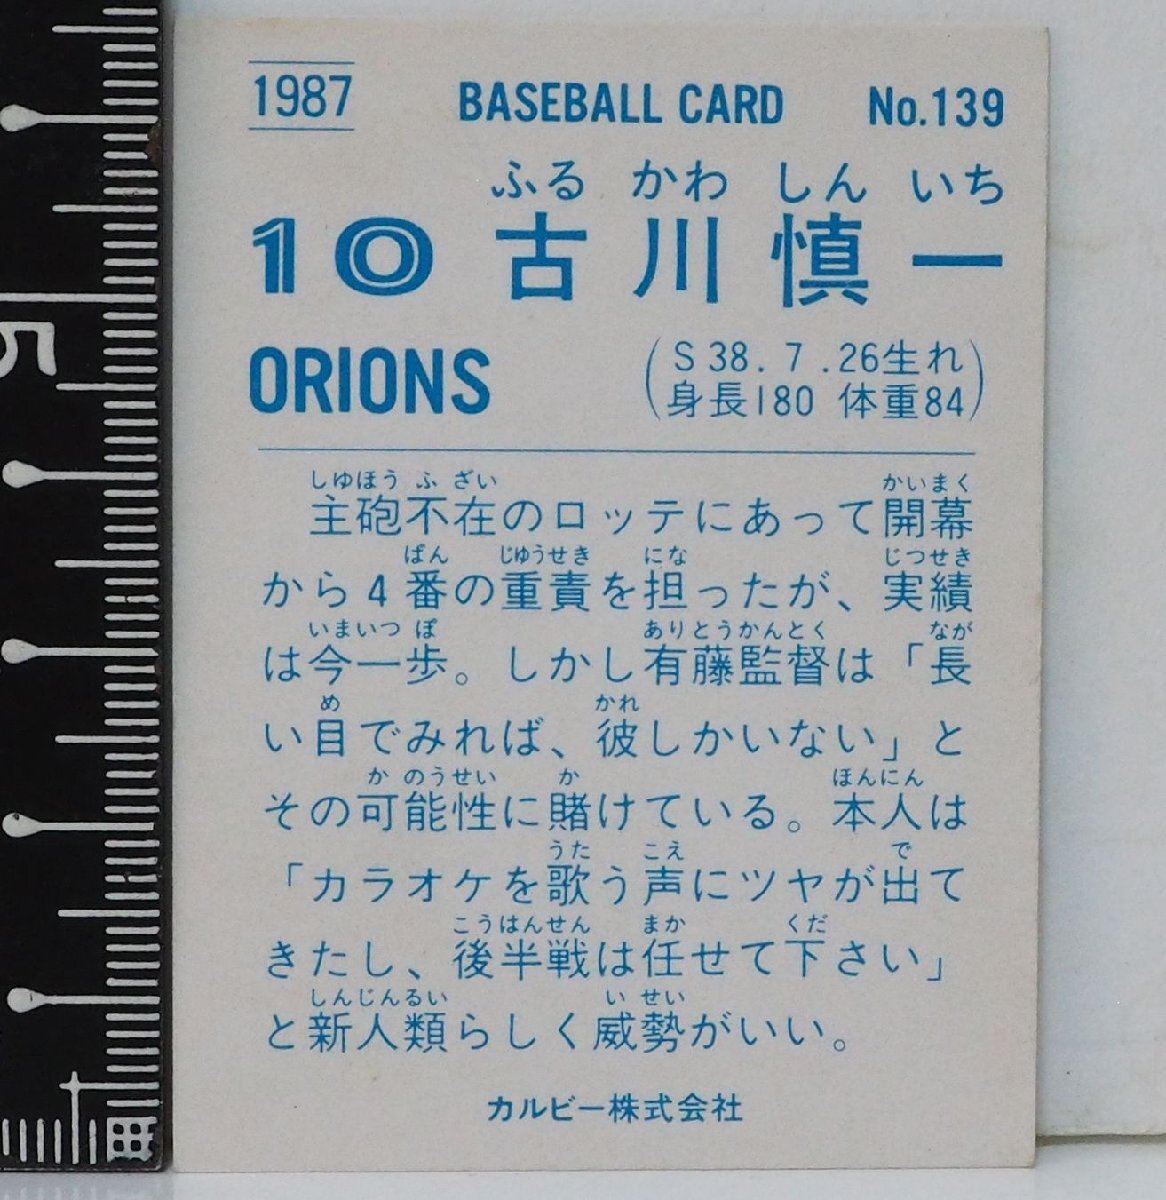 1987 BASEBALL CARD No.139
ふる かわ しん いち
10 古川慎一
ORIONS
(S38.7.26生れ
身長180 体重84)
しゆほう ふ ざい かいまく
主砲不在のロッテにあって開幕
ばん じゆうせき にな じつせき
から4番の重責を担ったが、実績
いまいつ ぽ ありとうかんとく なが
は今一歩。しかし有藤監督は「長
め かれ
い目でみれば、彼しかいない」と
か のうせい か ほんにん
その可能性に賭けている。本人は
うた こえ で
「カラオケを歌う声にツヤが出て
こうはんせん まか くだ
きたし、後半戦は任せて下さい」
しんじんるい い せい
と新人類らしく威勢がいい。
カルビー株式会社
5